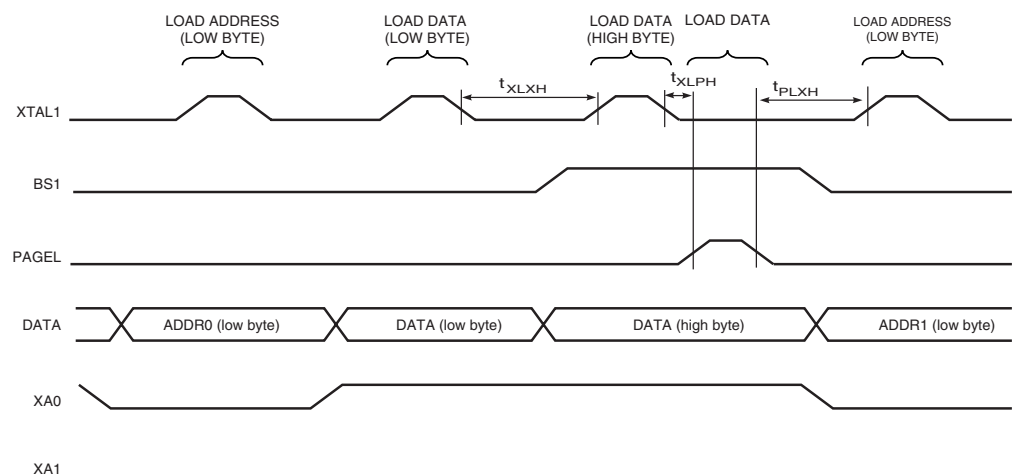 LOAD ADDRESS
(LOW BYTE)
LOAD DATA
(LOW BYTE)
LOAD DATA
(HIGH BYTE)
LOAD DATA
LOAD ADDRESS
(LOW BYTE)
tXLXH
tXLPH
tPLXH
XTAL1
BS1
PAGEL
DATA
ADDR0 (low byte)
DATA (low byte)
DATA (high byte)
ADDR1 (low byte)
XA0
XA1